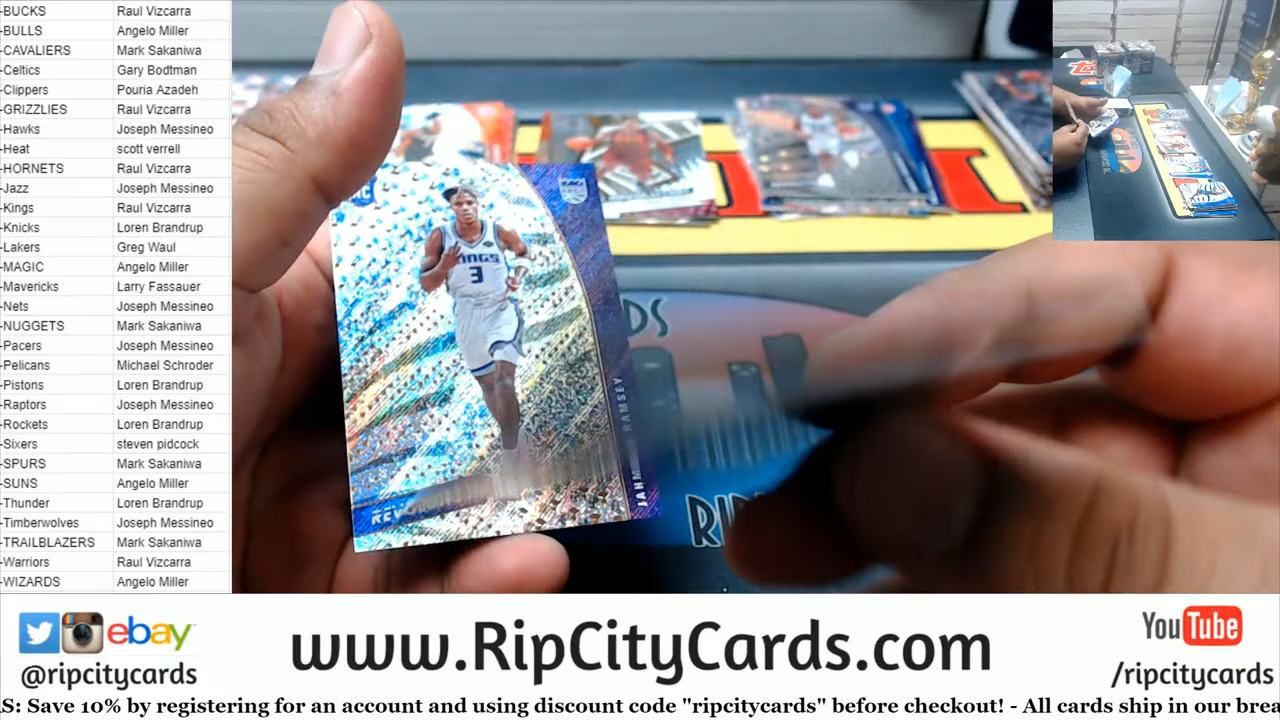 -BUCKS Raul Vizcarra
-BULLS Angelo Miller
-CAVALIERS Mark Sakaniwa
-Celtics Gary Bodtman
-Clippers Pouria Azadeh
-GRIZZLIES Raul Vizcarra
-Hawks Joseph Messineo
-Heat scott verrell
-HORNETS Raul Vizcarra
-Jazz Joseph Messineo
-Kings Raul Vizcarra
-Knicks Loren Brandrup
-Lakers Greg Waul
-MAGIC Angelo Miller
-Mavericks Larry Fassauer
-Nets Joseph Messineo
-NUGGETS Mark Sakaniwa
-Pacers Joseph Messineo
-Pelicans Michael Schroder
-Pistons Loren Brandrup
-Raptors Joseph Messineo
-Rockets Loren Brandrup
-Sixers steven pidcock
-SPURS Mark Sakaniwa
-SUNS Angelo Miller
-Thunder Loren Brandrup
-Timberwolves Joseph Messineo
-TRAILBLAZERS Mark Sakaniwa
-Warriors Raul Vizcarra
-WIZARDS Angelo Miller
KINGS
3
RAMSEY
ebay
@ripcitycards
www.RipCityCards.com
YouTube
/ripcitycards
S: Save 10% by registering for an account and using discount code "ripcitycards" before checkout! - All cards ship in our brea